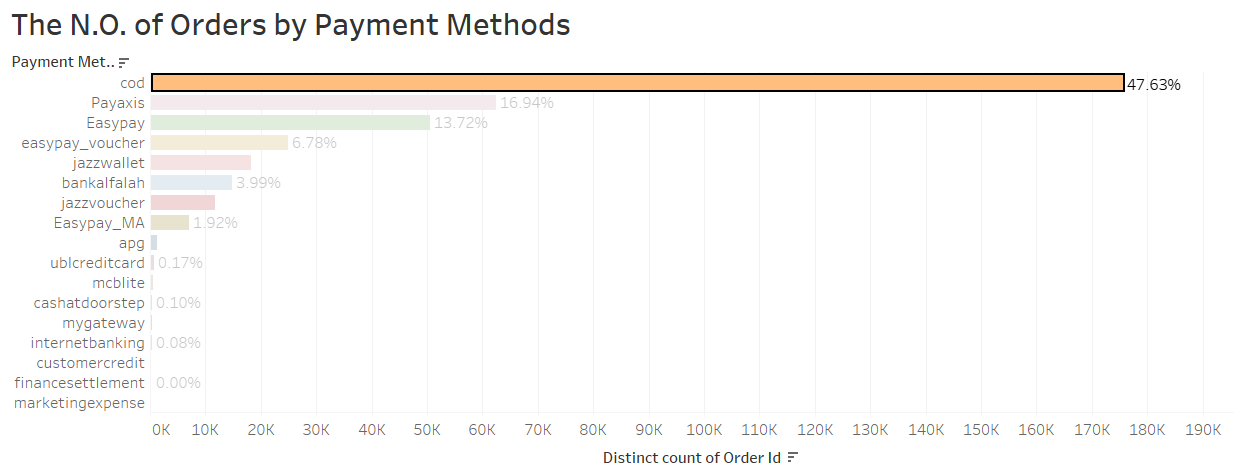 The N.O. of Orders by Payment Methods
Payment Met..
cod 47.63%
Payaxis 16.94%
Easypay 13.72%
easypay_voucher 6.78%
jazzwallet
bankalfalah 3.99%
jazzvoucher
Easypay_MA 1.92%
apg
ublcreditcard 0.17%
mcblite
cashatdoorstep 0.10%
mygateway
internetbanking 0.08%
customercredit
financesettlement 0.00%
marketingexpense
0K 10K 20K 30K 40K 50K 60K 70K 80K 90K 100K 110K 120K 130K 140K 150K 160K 170K 180K 190K
Distinct count of Order Id